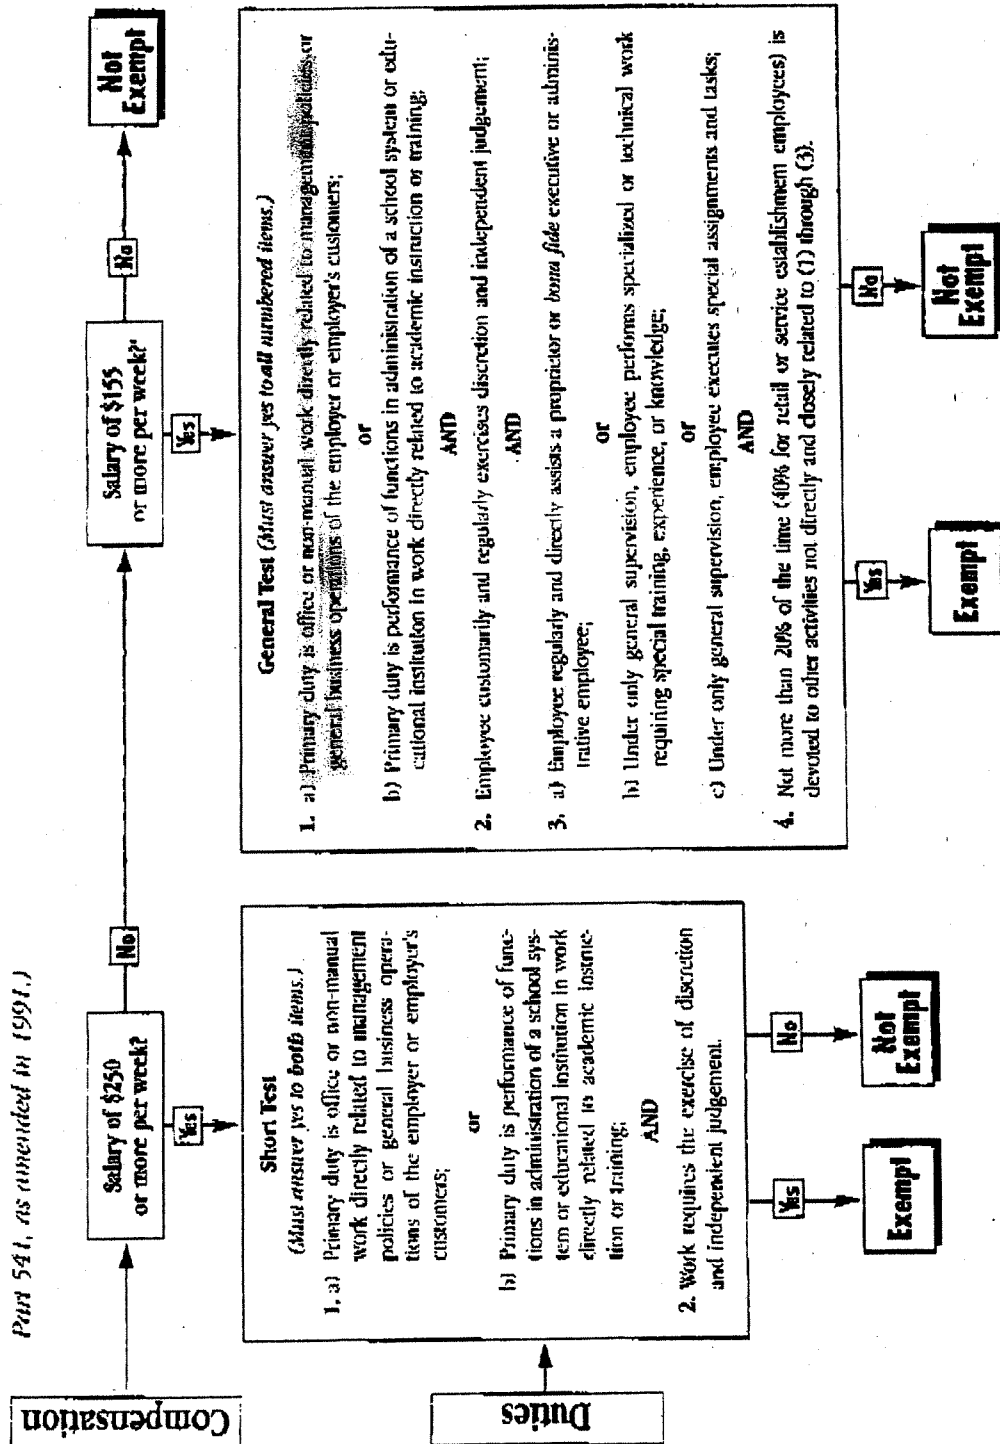 Part 541, as amended in 1991.)
Compensation
Salary of $250
or more per week?
No
Salary of $155
or more per week?*
No
Not
Exempt
Yes
Yes
Duties
Short Test
(Must answer yes to both items.)
1. a) Primary duty is office or non-manual
work directly related to management
policies or general business opera-
tions of the employer or employer's
customers;
or
b) Primary duty is performance of func-
tions in administration of a school sys-
tem or educational institution in work
directly related to academic instruc-
tion or training;
AND
2. Work requires the exercise of discretion
and independent judgement.
Yes
Exempt
No
Not
Exempt
General Test (Must answer yes to all numbered items.)
1. a) Primary duty is office or non-manual work directly related to management policies or
general business operations of the employer or employer's customers;
or
b) Primary duty is performance of functions in administration of a school system or edu-
cational institution in work directly related to academic instruction or training;
AND
2. Employee customarily and regularly exercises discretion and independent judgement;
AND
3. a) Employee regularly and directly assists a proprietor or bona fide executive or adminis-
trative employee;
or
b) Under only general supervision, employee performs specialized or technical work
requiring special training, experience, or knowledge;
or
c) Under only general supervision, employee executes special assignments and tasks;
AND
4. Not more than 20% of the time (40% for retail or service establishment employees) is
devoted to other activities not directly and closely related to (1) through (3).
Yes
Exempt
No
Not
Exempt